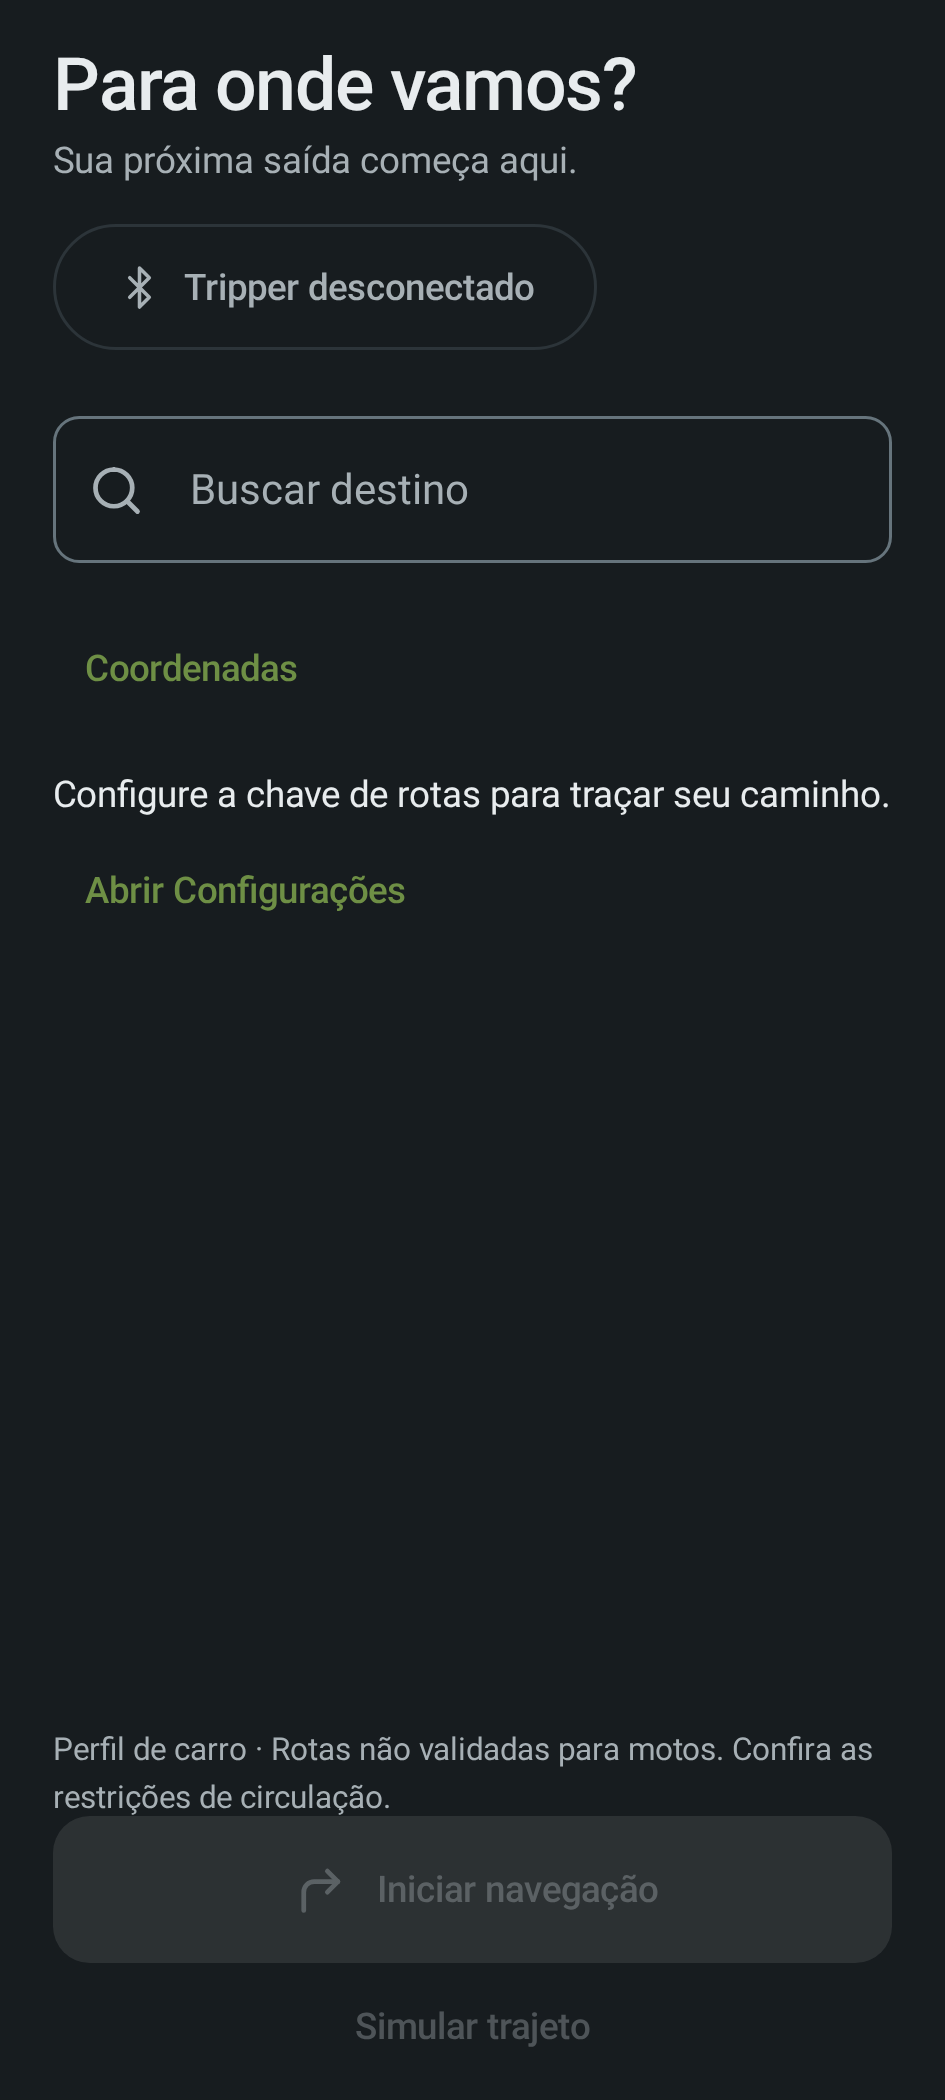 Para onde vamos?
Sua próxima saída começa aqui.
Tripper desconectado
Buscar destino
Coordenadas
Configure a chave de rotas para traçar seu caminho.
Abrir Configurações
Perfil de carro · Rotas não validadas para motos. Confira as
restrições de circulação.
Iniciar navegação
Simular trajeto